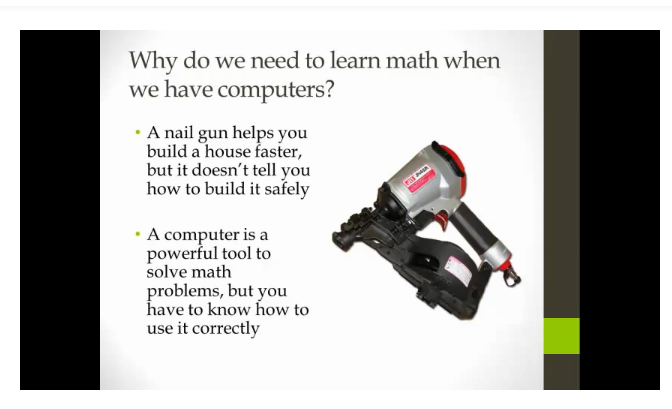 Why do we need to learn math when
we have computers?
• A nail gun helps you
build a house faster,
but it doesn't tell you
how to build it safely
• A computer is a
powerful tool to
solve math
problems, but you
have to know how to
use it correctly